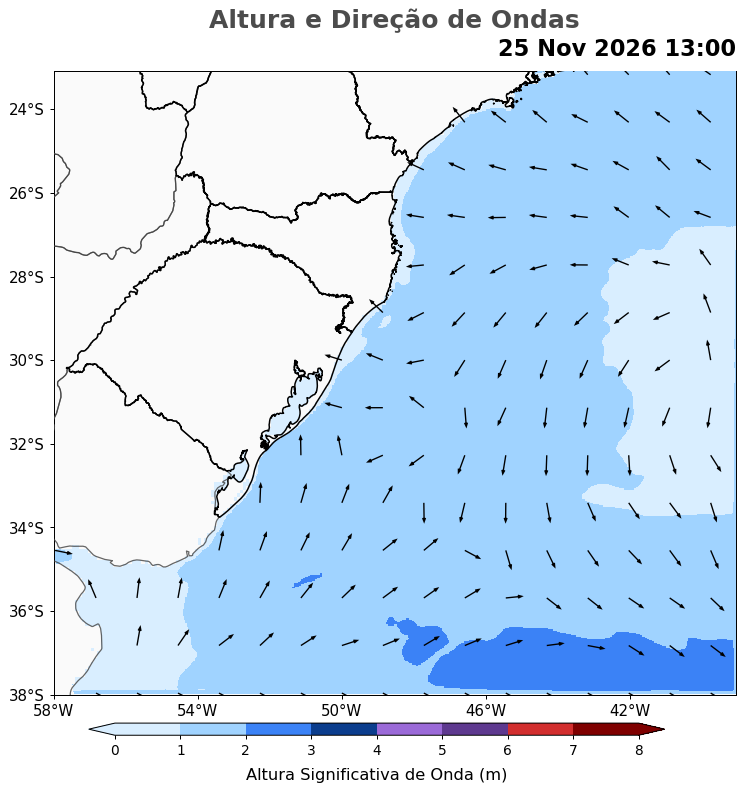 Altura e Direção de Ondas
25 Nov 2026 13:00
24°S
26°S
28°S
30°S
32°S
34°S
36°S
38°S
58°W 54°W 50°W 46°W 42°W
0 1 2 3 4 5 6 7 8
Altura Significativa de Onda (m)